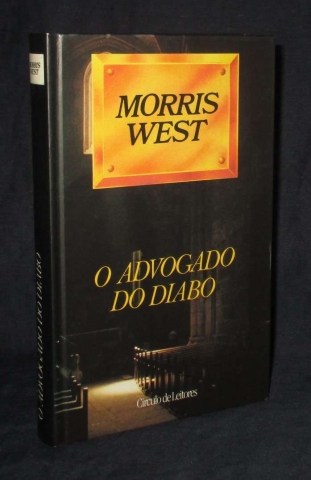 MORRIS
WEST
O ADVOGADO
DO DIABO
Círculo de Leitores
MORRIS
WEST
O ADVOGADO DO DIABO